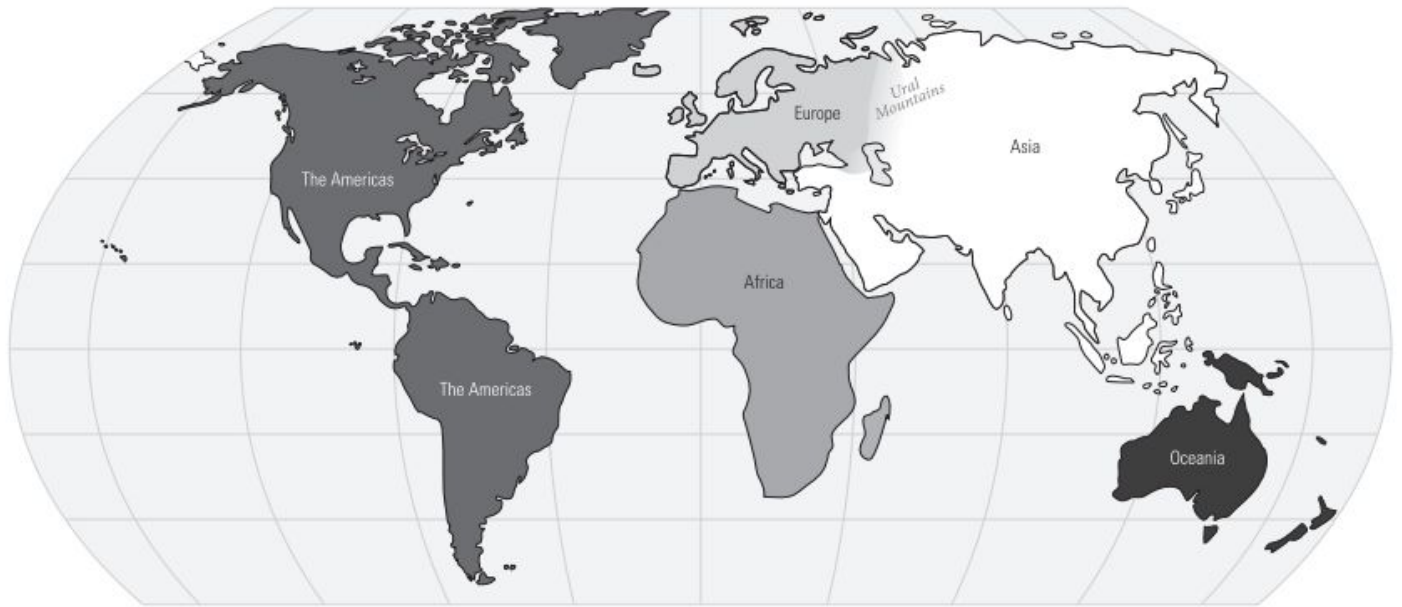 Ural
Mountains
Europe
Asia
The Americas
Africa
The Americas
Oceania